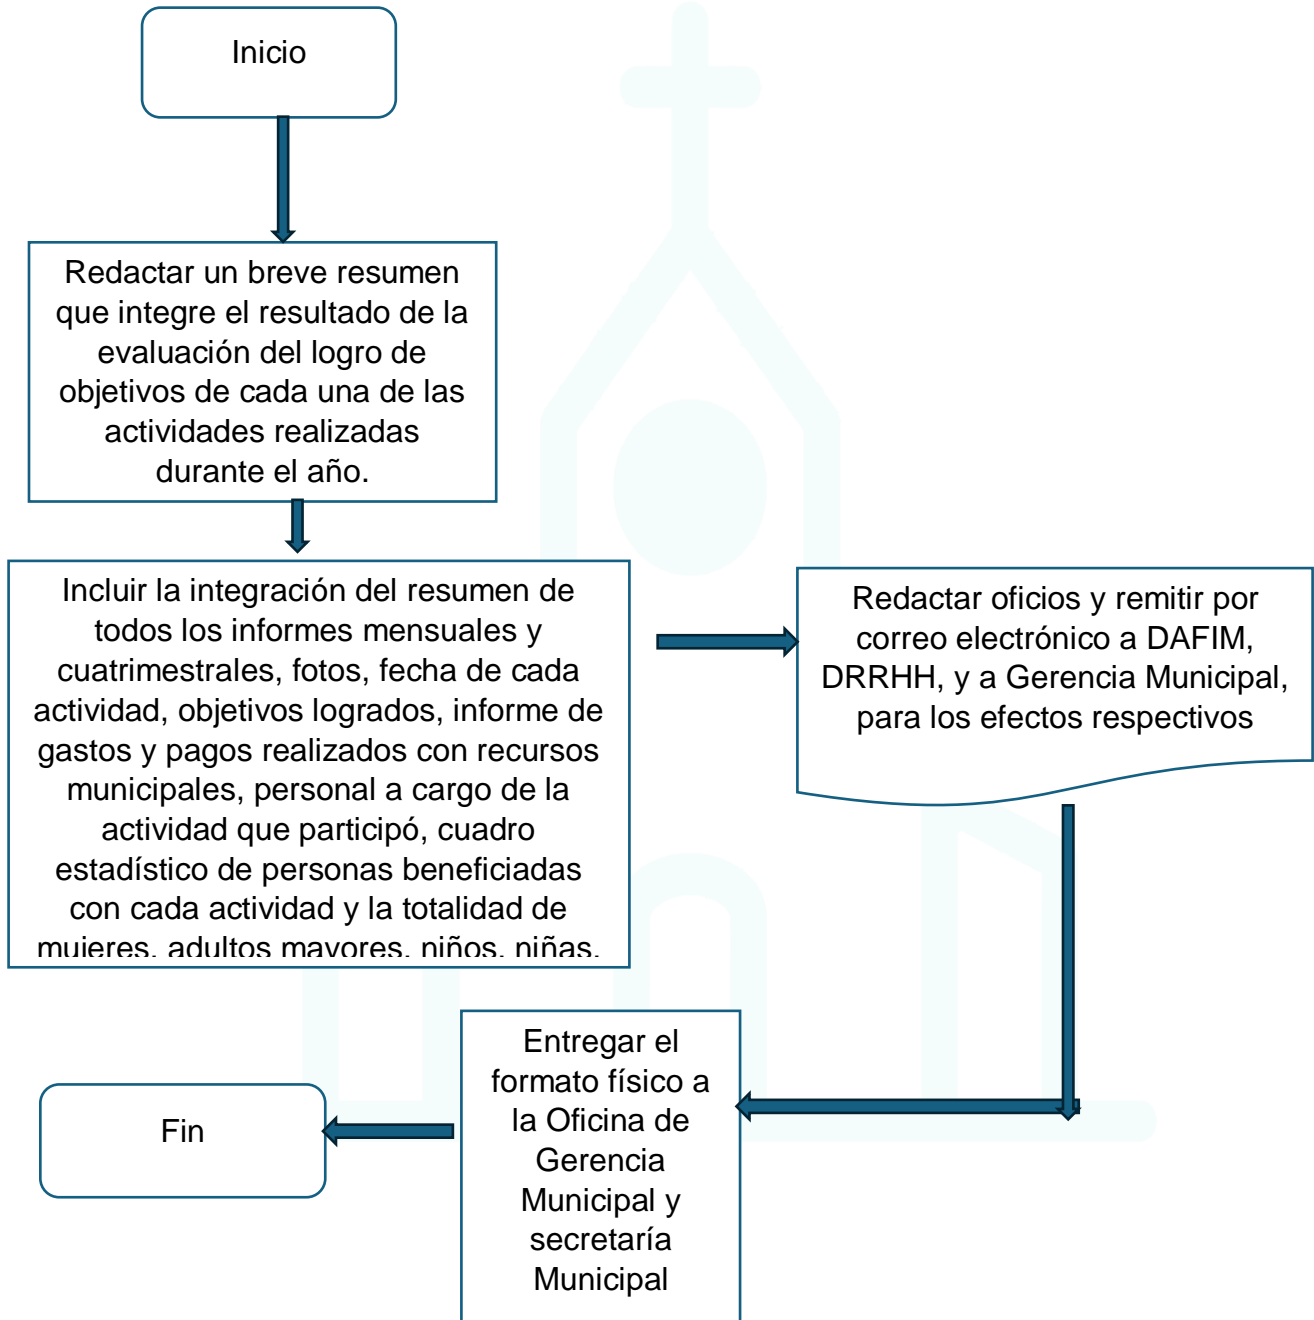 Inicio
Redactar un breve resumen
que integre el resultado de la
evaluación del logro de
objetivos de cada una de las
actividades realizadas
durante el año.
Incluir la integración del resumen de
todos los informes mensuales y
cuatrimestrales, fotos, fecha de cada
actividad, objetivos logrados, informe de
gastos y pagos realizados con recursos
municipales, personal a cargo de la
actividad que participó, cuadro
estadístico de personas beneficiadas
con cada actividad y la totalidad de
mujeres, adultos mayores, niños, niñas,
Redactar oficios y remitir por
correo electrónico a DAFIM,
DRRHH, y a Gerencia Municipal,
para los efectos respectivos
Entregar el
formato físico a
la Oficina de
Gerencia
Municipal y
secretaría
Municipal
Fin